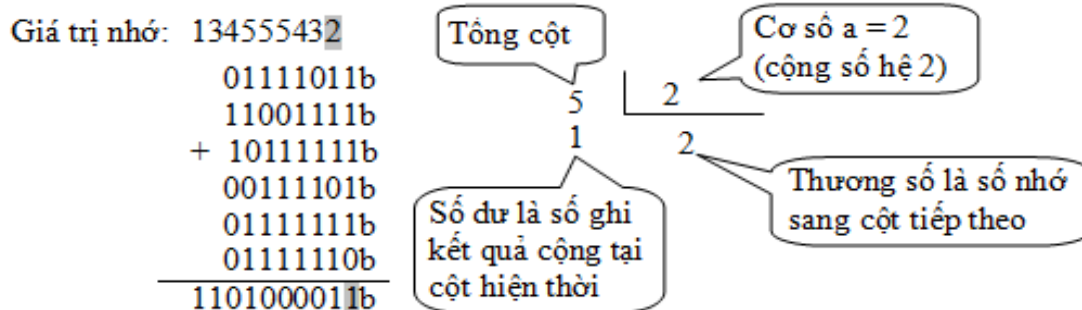 Giá trị nhớ: 134555432
01111011b
11001111b
+ 10111111b
00111101b
01111111b
01111110b
1101000011b
Tổng cột
5 2
1 2
Cơ số a = 2
(cộng số hệ 2)
Số dư là số ghi
kết quả cộng tại
cột hiện thời
Thương số là số nhớ
sang cột tiếp theo